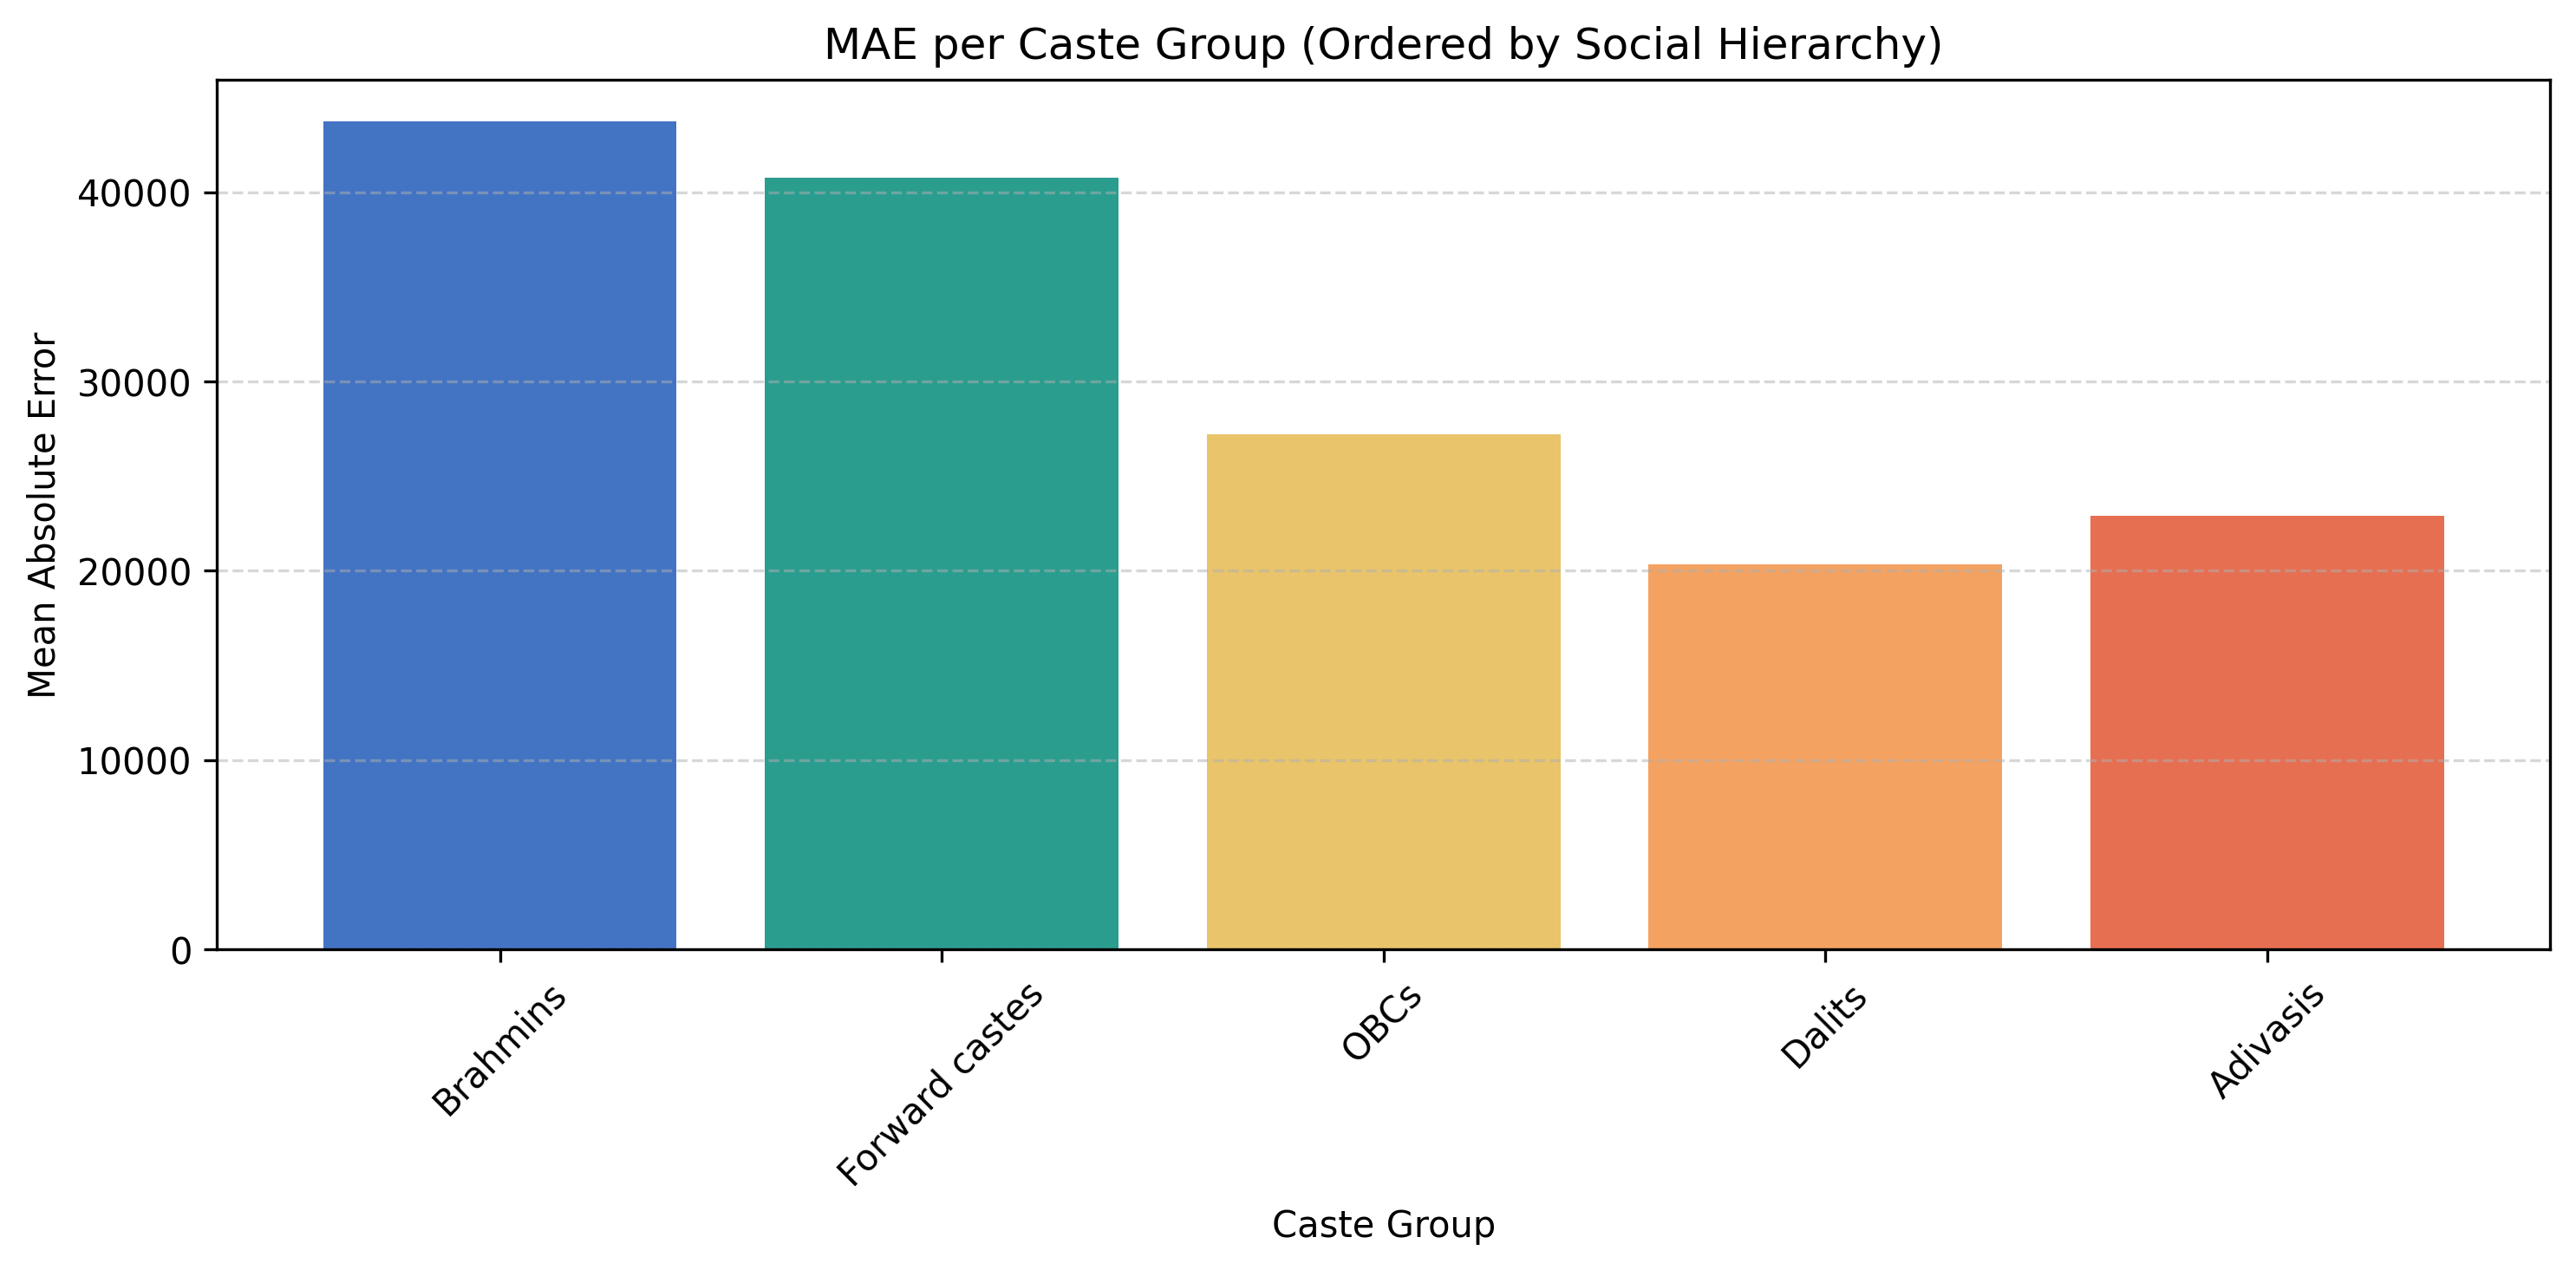 MAE per Caste Group (Ordered by Social Hierarchy)
Mean Absolute Error
40000
30000
20000
10000
0
Brahmins
Forward castes
OBCs
Dalits
Adivasis
Caste Group